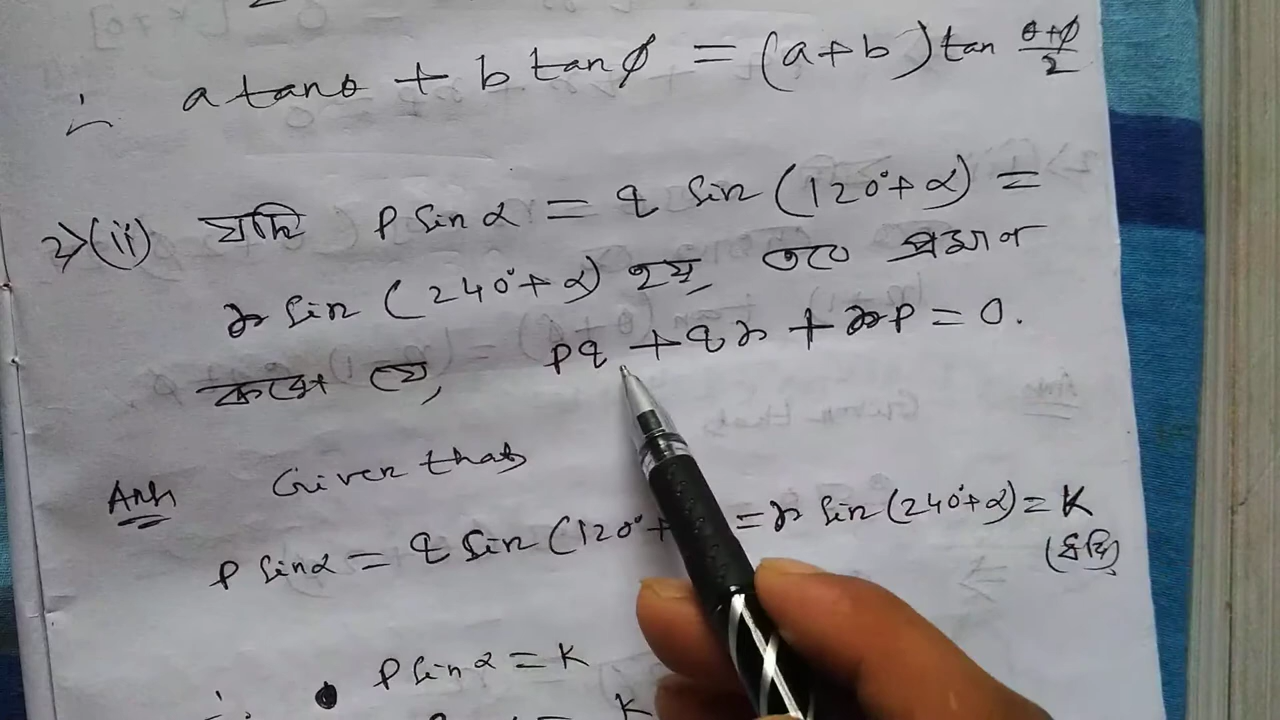 ∴ a tanθ + b tanϕ = (a+b) tan (θ+ϕ)/2
2>(ii) যদি P sin α = q sin (120°+α) =
r sin (240°+α) হয়, তবে প্রমাণ
করো যে, pq + qr + rp = 0.
Ans Given that
P sinα = q sin (120°+ = r sin (240°+α) = K
(ধরি)
∴ P sin α = K
K